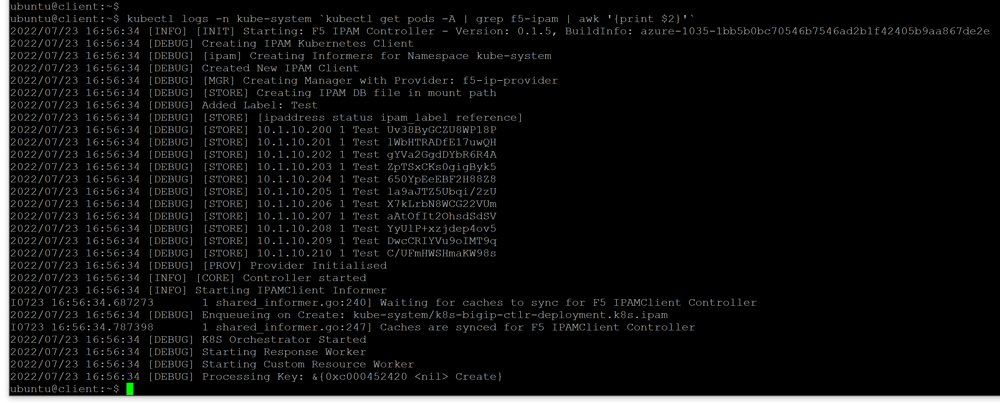 ubuntu@client:~$
ubuntu@client:~$ kubectl logs -n kube-system `kubectl get pods -A | grep f5-ipam | awk '{print $2}'`
2022/07/23 16:56:34 [INFO] [INIT] Starting: F5 IPAM Controller - Version: 0.1.5, BuildInfo: azure-1035-1bb5b0bc70546b7546ad2b1f42405b9aa867de2e
2022/07/23 16:56:34 [DEBUG] Creating IPAM Kubernetes Client
2022/07/23 16:56:34 [DEBUG] [ipam] Creating Informers for Namespace kube-system
2022/07/23 16:56:34 [DEBUG] Created New IPAM Client
2022/07/23 16:56:34 [DEBUG] [MGR] Creating Manager with Provider: f5-ip-provider
2022/07/23 16:56:34 [DEBUG] [STORE] Creating IPAM DB file in mount path
2022/07/23 16:56:34 [DEBUG] Added Label: Test
2022/07/23 16:56:34 [DEBUG] [STORE] [ipaddress status ipam_label reference]
2022/07/23 16:56:34 [DEBUG] [STORE] 10.1.10.200 1 Test Uv38ByGCZU8WP18P
2022/07/23 16:56:34 [DEBUG] [STORE] 10.1.10.201 1 Test lWbHTRADfE17uwQH
2022/07/23 16:56:34 [DEBUG] [STORE] 10.1.10.202 1 Test gYVa2GgdDYbR6R4A
2022/07/23 16:56:34 [DEBUG] [STORE] 10.1.10.203 1 Test ZpTSxCKs0gigByk5
2022/07/23 16:56:34 [DEBUG] [STORE] 10.1.10.204 1 Test 650YpEeEBF2H88Z8
2022/07/23 16:56:34 [DEBUG] [STORE] 10.1.10.205 1 Test la9aJTZ5Ubqi/2zU
2022/07/23 16:56:34 [DEBUG] [STORE] 10.1.10.206 1 Test X7kLrbN8WCG22VUm
2022/07/23 16:56:34 [DEBUG] [STORE] 10.1.10.207 1 Test aAtOfIt2OhsdSdSV
2022/07/23 16:56:34 [DEBUG] [STORE] 10.1.10.208 1 Test YyUlP+xzjdep4ov5
2022/07/23 16:56:34 [DEBUG] [STORE] 10.1.10.209 1 Test DwcCRIYVu9oIMT9q
2022/07/23 16:56:34 [DEBUG] [STORE] 10.1.10.210 1 Test C/UFmHWSHmaKW98s
2022/07/23 16:56:34 [DEBUG] [PROV] Provider Initialised
2022/07/23 16:56:34 [INFO] [CORE] Controller started
2022/07/23 16:56:34 [INFO] Starting IPAMClient Informer
I0723 16:56:34.687273       1 shared_informer.go:240] Waiting for caches to sync for F5 IPAMClient Controller
2022/07/23 16:56:34 [DEBUG] Enqueueing on Create: kube-system/k8s-bigip-ctlr-deployment.k8s.ipam
I0723 16:56:34.787398       1 shared_informer.go:247] Caches are synced for F5 IPAMClient Controller
2022/07/23 16:56:34 [DEBUG] K8S Orchestrator Started
2022/07/23 16:56:34 [DEBUG] Starting Response Worker
2022/07/23 16:56:34 [DEBUG] Starting Custom Resource Worker
2022/07/23 16:56:34 [DEBUG] Processing Key: &{0xc000452420 <nil> Create}
ubuntu@client:~$